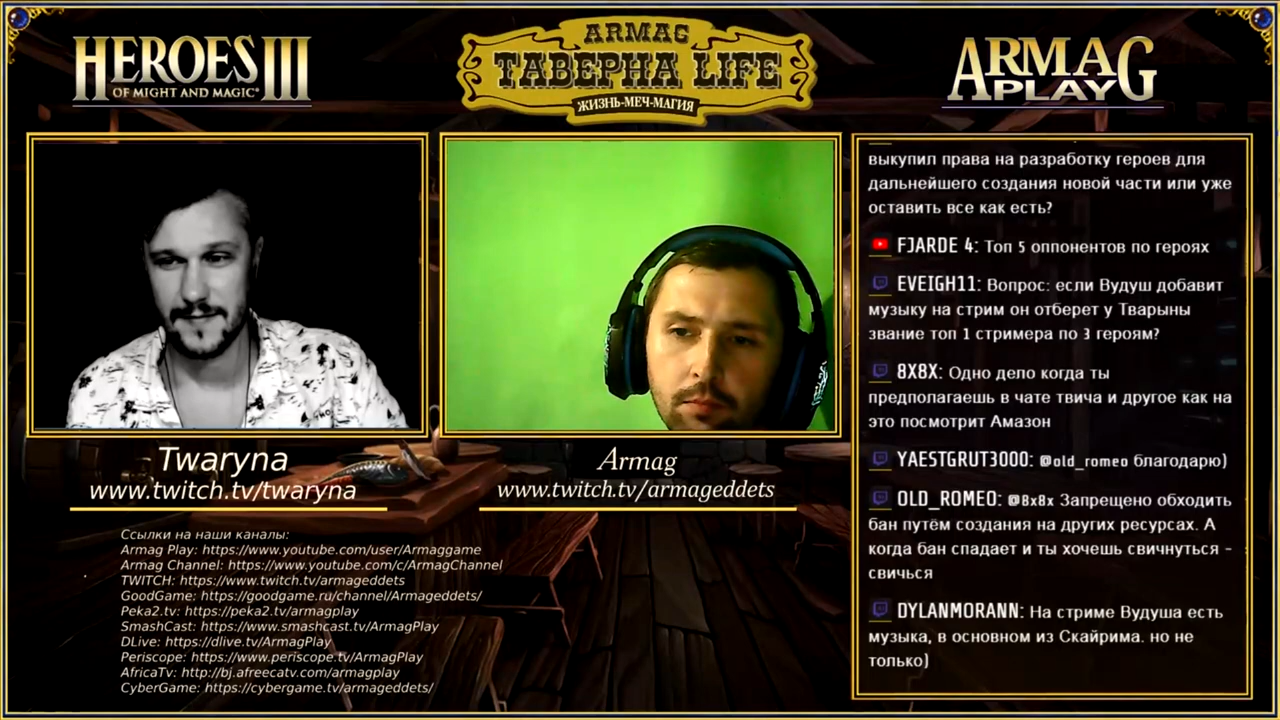 HEROES III
OF MIGHT AND MAGIC®
ARMAG
ТАВЕРНА LIFE
ЖИЗНЬ-МЕЧ-МАГИЯ
ARMAG
PLAY
Twaryna
www.twitch.tv/twaryna
Armag
www.twitch.tv/armageddets
Ссылки на наши каналы:
Armag Play: https://www.youtube.com/user/Armaggame
Armag Channel: https://www.youtube.com/c/ArmagChannel
TWITCH: https://www.twitch.tv/armageddets
GoodGame: https://goodgame.ru/channel/Armageddets/
Peka2.tv: https://peka2.tv/armagplay
SmashCast: https://www.smashcast.tv/ArmagPlay
DLive: https://dlive.tv/ArmagPlay
Periscope: https://www.periscope.tv/ArmagPlay
AfricaTv: http://bj.afreecatv.com/armagplay
CyberGame: https://cybergame.tv/armageddets/
выкупил права на разработку героев для
дальнейшего создания новой части или уже
оставить все как есть?
FJARDE 4: Топ 5 оппонентов по героях
EVEIGH11: Вопрос: если Вудуш добавит
музыку на стрим он отберет у Тварыны
звание топ 1 стримера по 3 героям?
8X8X: Одно дело когда ты
предполагаешь в чате твича и другое как на
это посмотрит Амазон
YAESTGRUT3000: @old_romeo благодарю)
OLD_ROMEO: @8x8x Запрещено обходить
бан путём создания на других ресурсах. А
когда бан спадает и ты хочешь свичнуться –
свичься
DYLANMORANN: На стриме Вудуша есть
музыка, в основном из Скайрима. но не
только)